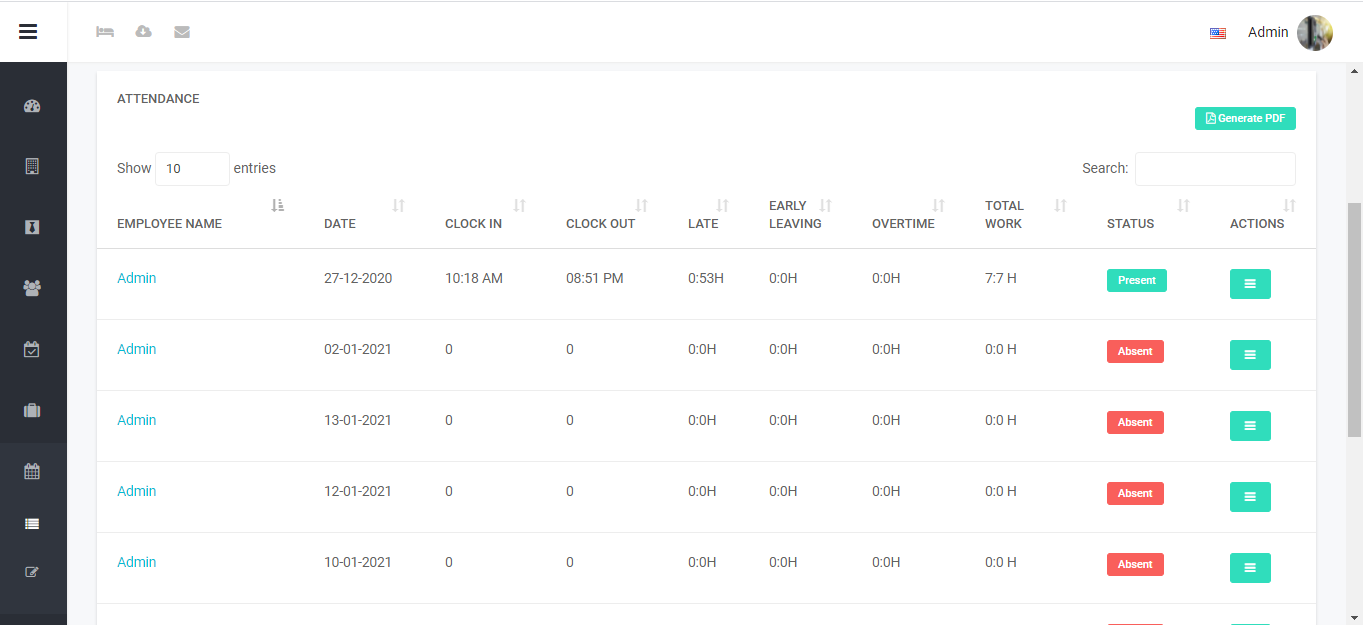 Admin
ATTENDANCE
Generate PDF
Show 10 entries
Search:
EMPLOYEE NAME DATE CLOCK IN CLOCK OUT LATE EARLY LEAVING OVERTIME TOTAL WORK STATUS ACTIONS
Admin 27-12-2020 10:18 AM 08:51 PM 0:53H 0:0H 0:0H 7:7 H Present
Admin 02-01-2021 0 0 0:0H 0:0H 0:0H 0:0 H Absent
Admin 13-01-2021 0 0 0:0H 0:0H 0:0H 0:0 H Absent
Admin 12-01-2021 0 0 0:0H 0:0H 0:0H 0:0 H Absent
Admin 10-01-2021 0 0 0:0H 0:0H 0:0H 0:0 H Absent